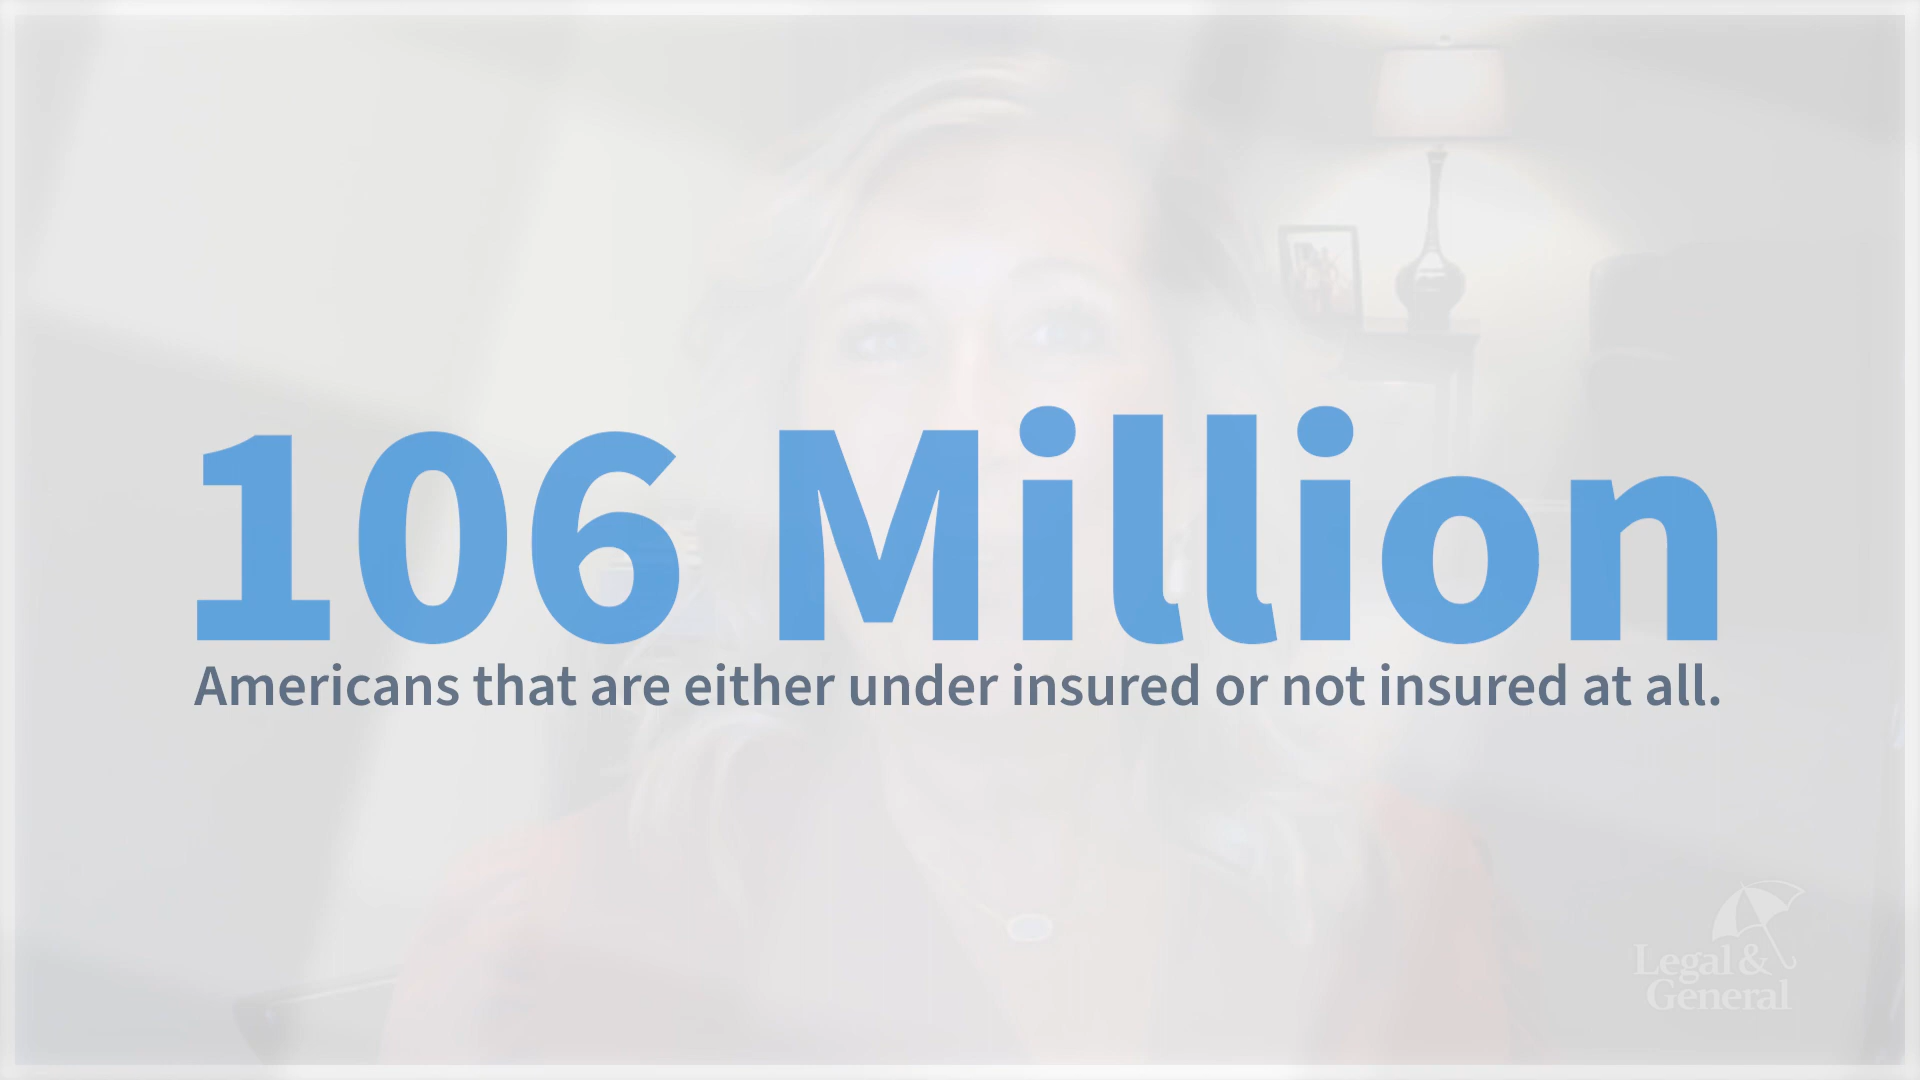 106 Million
Americans that are either under insured or not insured at all.
Legal &
General